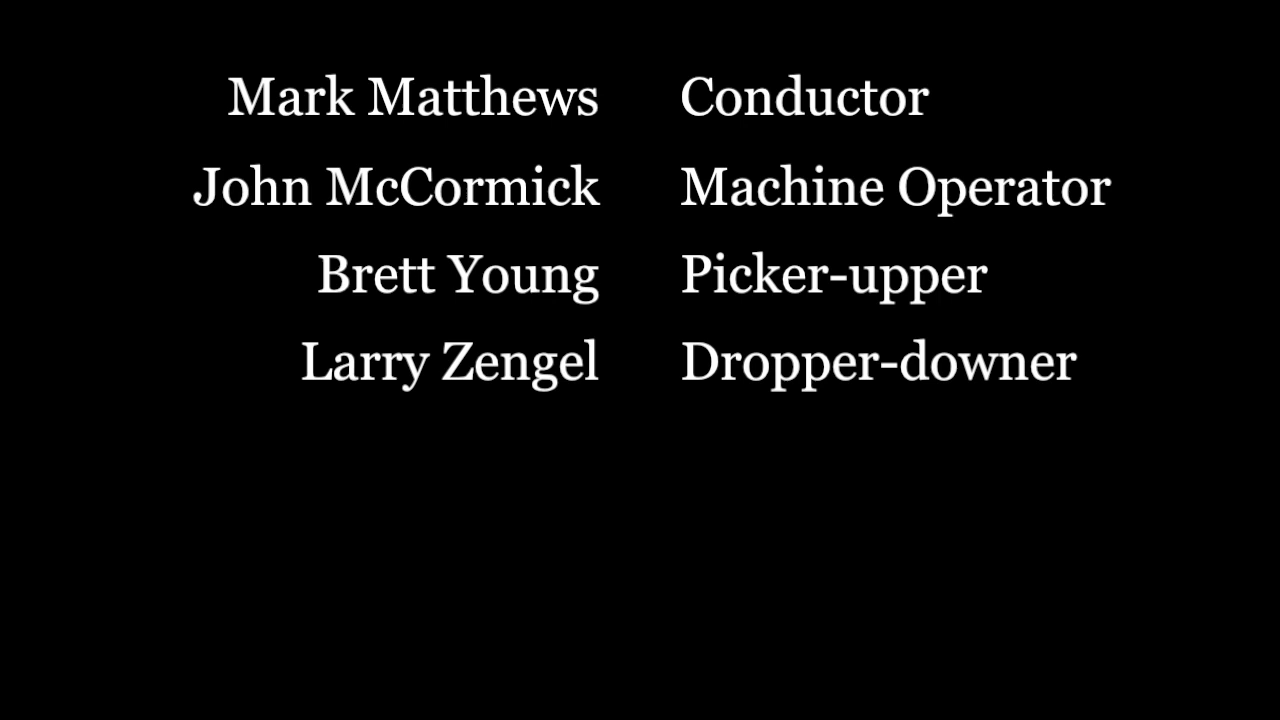 Mark Matthews Conductor
John McCormick Machine Operator
Brett Young Picker-upper
Larry Zengel Dropper-downer